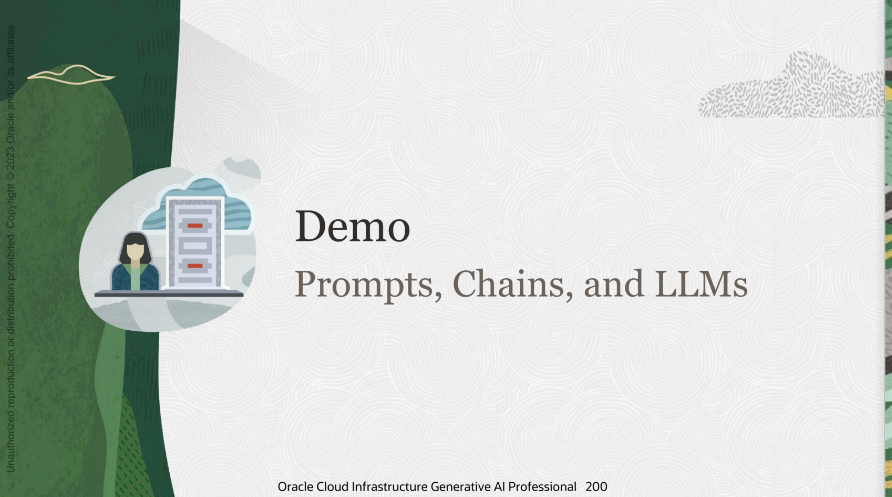 Unauthorized reproduction or distribution prohibited. Copyright © 2023 Oracle and/or its affiliates
Demo
Prompts, Chains, and LLMs
Oracle Cloud Infrastructure Generative AI Professional 200